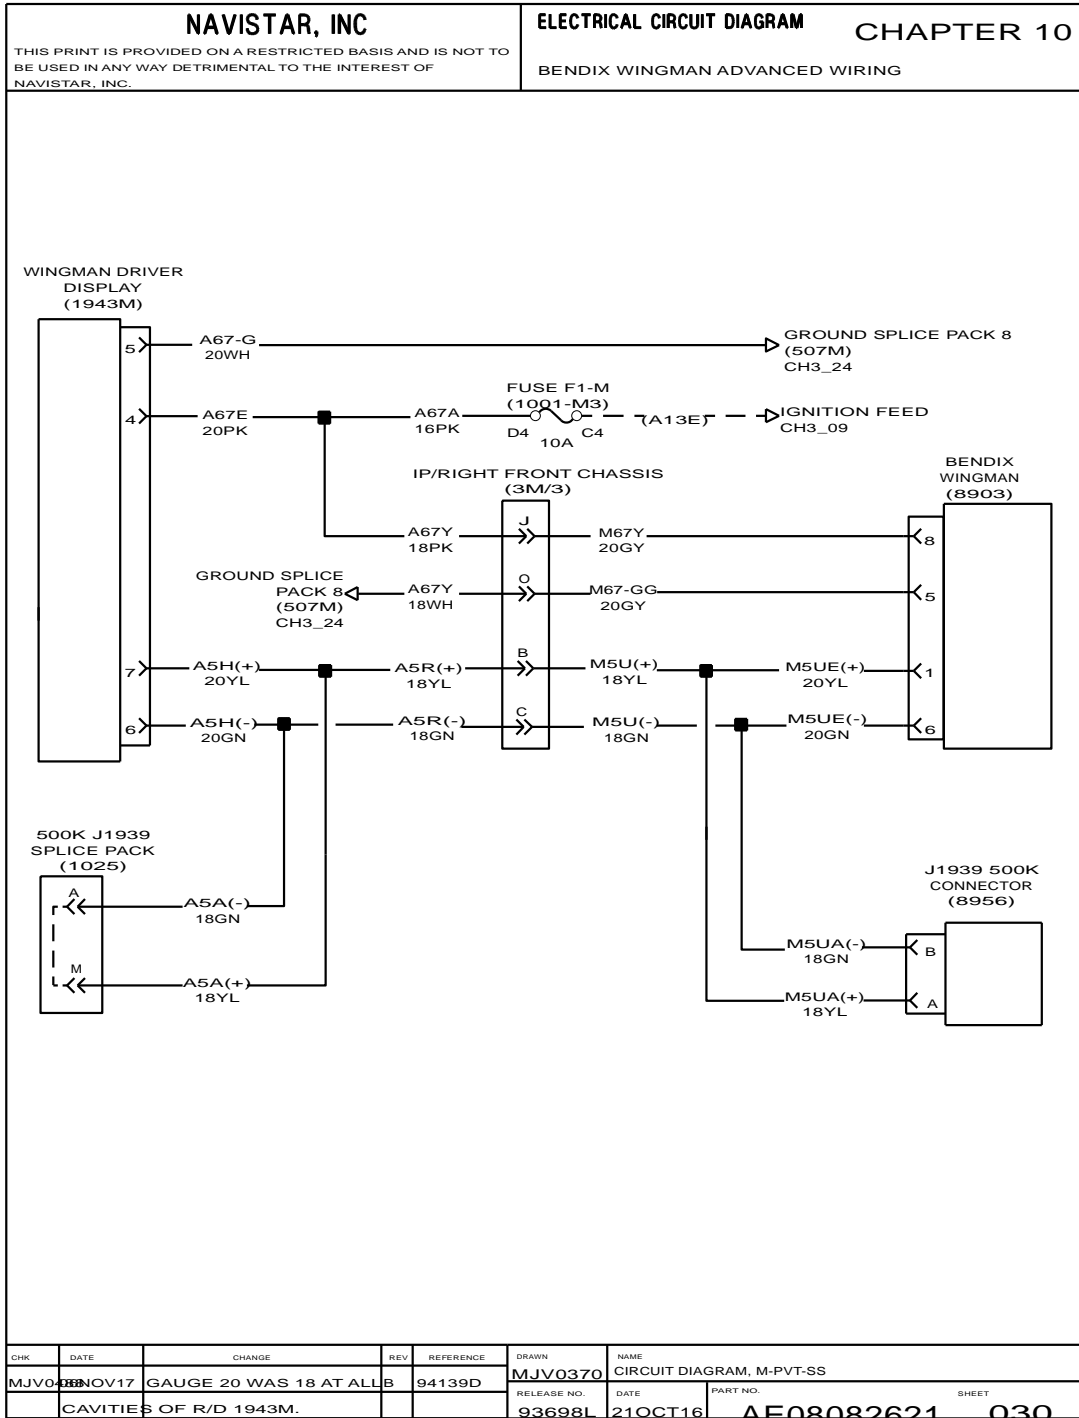 NAVISTAR, INC
THIS PRINT IS PROVIDED ON A RESTRICTED BASIS AND IS NOT TO
BE USED IN ANY WAY DETRIMENTAL TO THE INTEREST OF
NAVISTAR, INC.
ELECTRICAL CIRCUIT DIAGRAM
CHAPTER 10
BENDIX WINGMAN ADVANCED WIRING
WINGMAN DRIVER
DISPLAY
(1943M)
5
A67-G
20WH
GROUND SPLICE PACK 8
(507M)
CH3_24
4
A67E
20PK
A67A
16PK
FUSE F1-M
(1001-M3)
D4
C4
10A
(A13E)
IGNITION FEED
CH3_09
IP/RIGHT FRONT CHASSIS
(3M/3)
BENDIX
WINGMAN
(8903)
A67Y
18PK
J
M67Y
20GY
8
GROUND SPLICE
PACK 8
(507M)
CH3_24
A67Y
18WH
O
M67-GG
20GY
5
7
A5H(+)
20YL
A5R(+)
18YL
B
M5U(+)
18YL
M5UE(+)
20YL
1
6
A5H(-)
20GN
A5R(-)
18GN
C
M5U(-)
18GN
M5UE(-)
20GN
6
500K J1939
SPLICE PACK
(1025)
A
A5A(-)
18GN
M
A5A(+)
18YL
J1939 500K
CONNECTOR
(8956)
M5UA(-)
18GN
B
M5UA(+)
18YL
A
CHK DATE CHANGE REV REFERENCE
NOV17 GAUGE 20 WAS 18 AT ALL B 94139D
CAVITIES OF R/D 1943M.
DRAWN
MJV0370
NAME
CIRCUIT DIAGRAM, M-PVT-SS
RELEASE NO.
93698L
DATE
21OCT16
PART NO.
AE08082621
SHEET
030